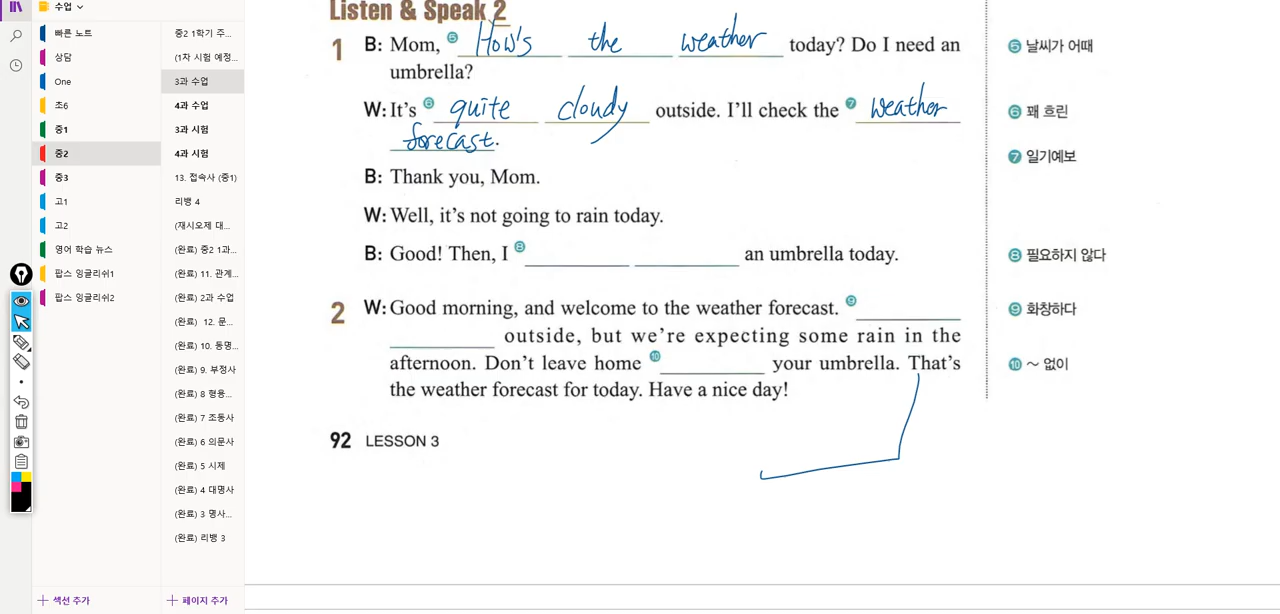 수업
빠른 노트
상담
One
초6
중1
중2
중3
고1
고2
영어 학습 뉴스
팝스 잉글리쉬1
팝스 잉글리쉬2
섹션 추가
중2 1학기 주...
(1차 시험 예정...
3과 수업
4과 수업
3과 시험
4과 시험
13. 접속사 (중1)
리뱅 4
(재시오제 대...
(완료) 중2 1과...
(완료) 11. 관계...
(완료) 2과 수업
(완료) 12. 문...
(완료) 10. 동명...
(완료) 9. 부정사
(완료) 8 형용...
(완료) 7 조동사
(완료) 6 의문사
(완료) 5 시제
(완료) 4 대명사
(완료) 3 명사...
(완료) 리뱅 3
페이지 추가
Listen & Speak 2
1 B: Mom, ⑤ How's the weather today? Do I need an
umbrella?
W: It's ⑥ quite cloudy outside. I'll check the ⑦ weather
forecast.
B: Thank you, Mom.
W: Well, it's not going to rain today.
B: Good! Then, I ⑧ an umbrella today.
2 W: Good morning, and welcome to the weather forecast. ⑨
outside, but we're expecting some rain in the
afternoon. Don't leave home ⑩ your umbrella. That's
the weather forecast for today. Have a nice day!
92 LESSON 3
⑤ 날씨가 어때
⑥ 꽤 흐린
⑦ 일기예보
⑧ 필요하지 않다
⑨ 화창하다
⑩ ~ 없이